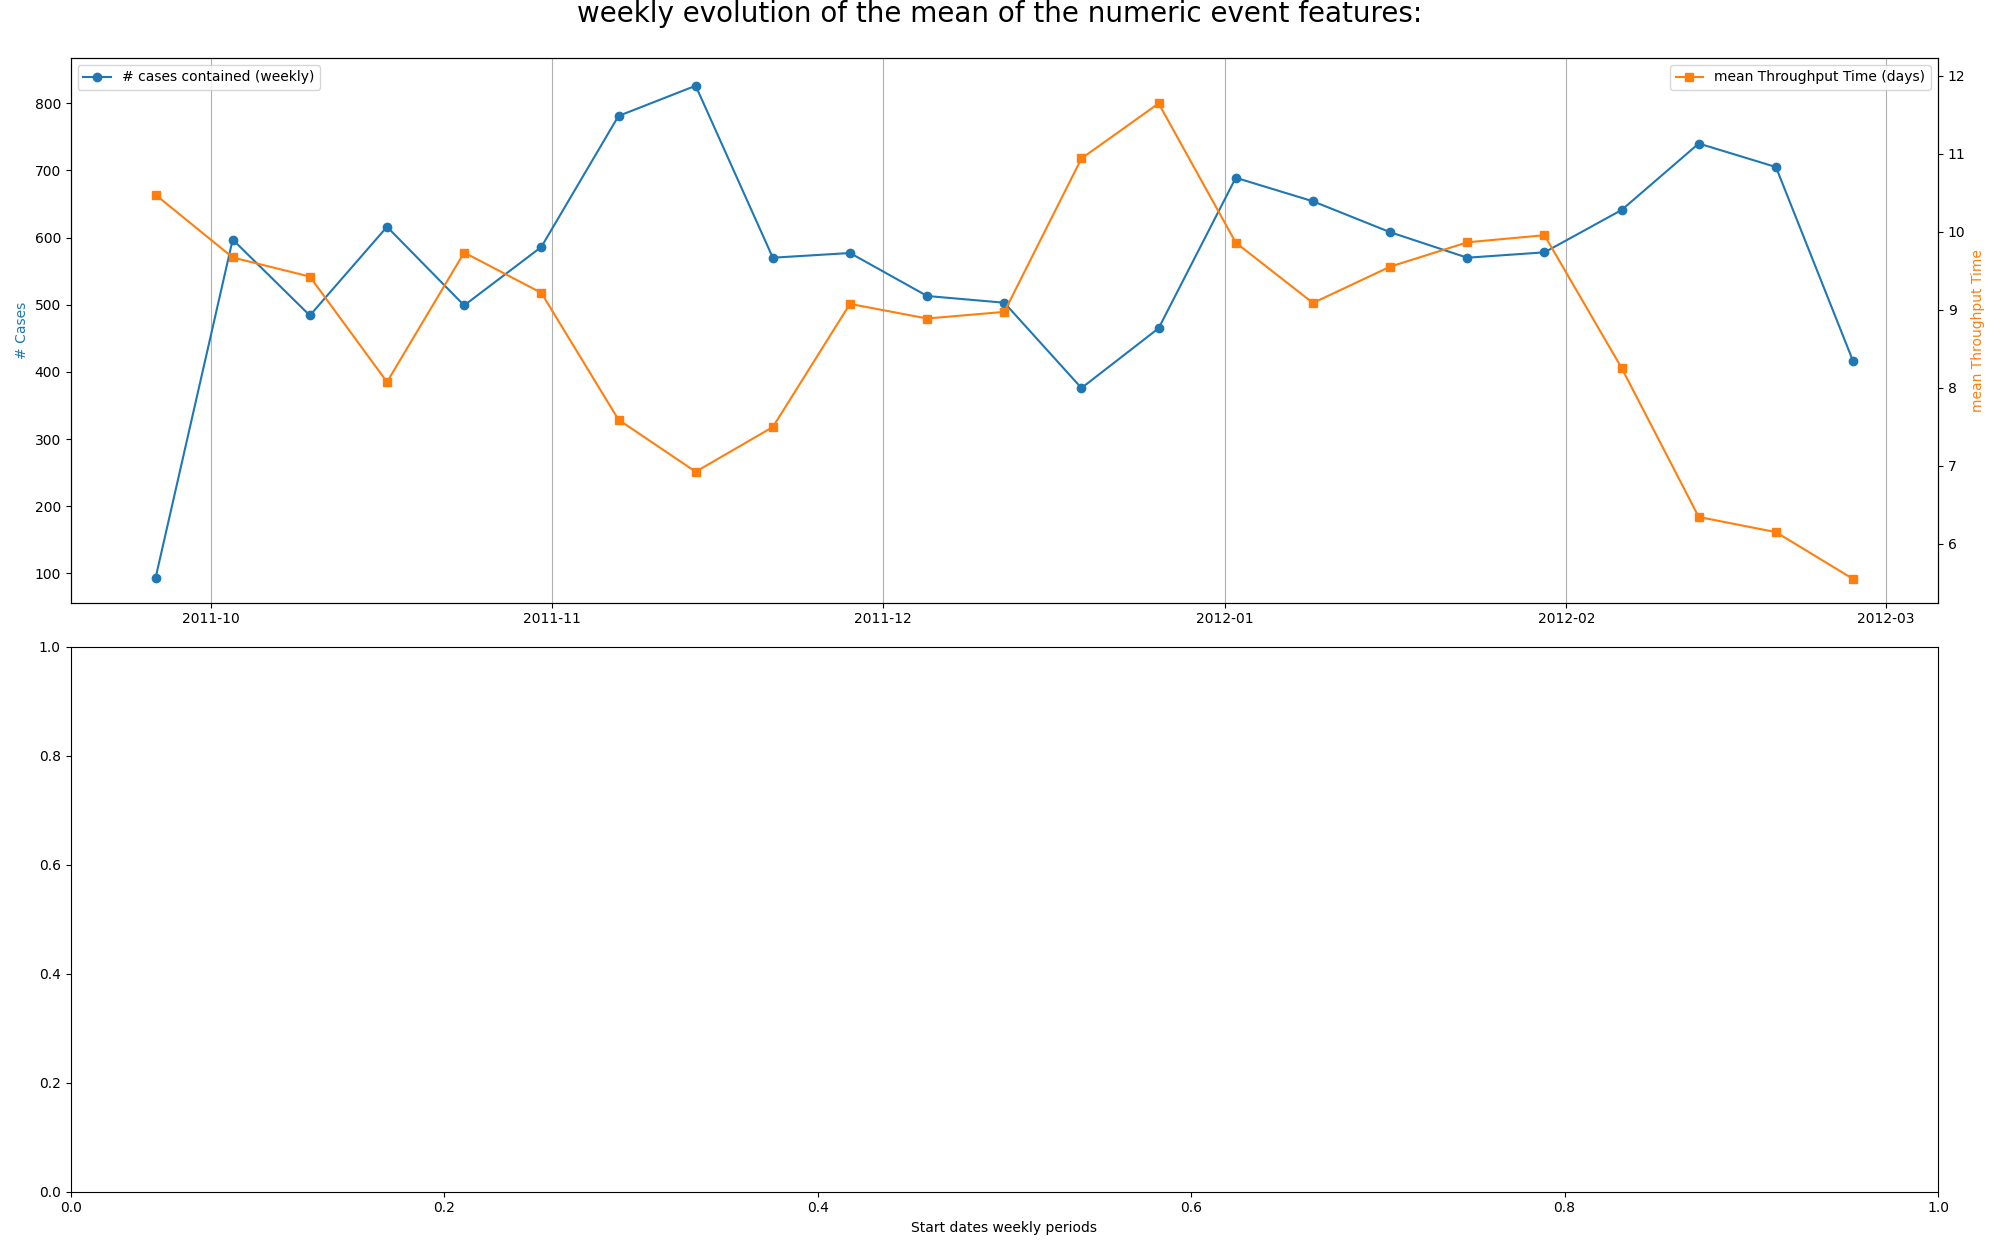 weekly evolution of the mean of the numeric event features:
# cases contained (weekly)
mean Throughput Time (days)
800
700
600
500
400
300
200
100
# Cases
12
11
10
9
8
7
6
mean Throughput Time
2011-10 2011-11 2011-12 2012-01 2012-02 2012-03
1.0
0.8
0.6
0.4
0.2
0.0
0.0 0.2 0.4 0.6 0.8 1.0
Start dates weekly periods